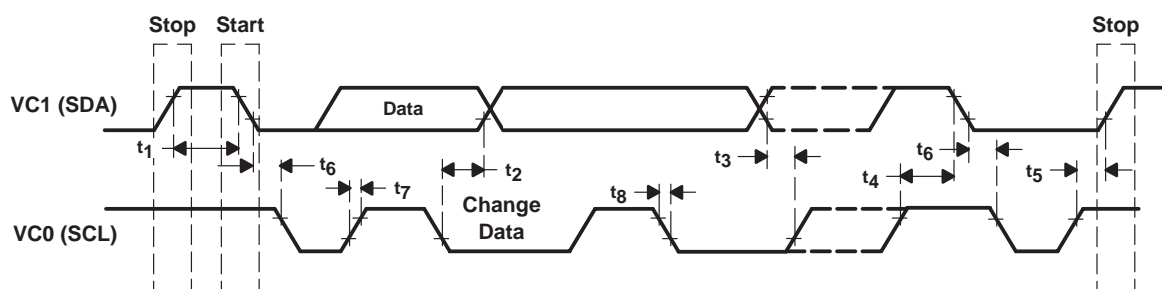 Stop Start Stop
VC1 (SDA)
Data
t1 t6 t7 t2 t3 t8 t4 t6 t5
Change
Data
VC0 (SCL)